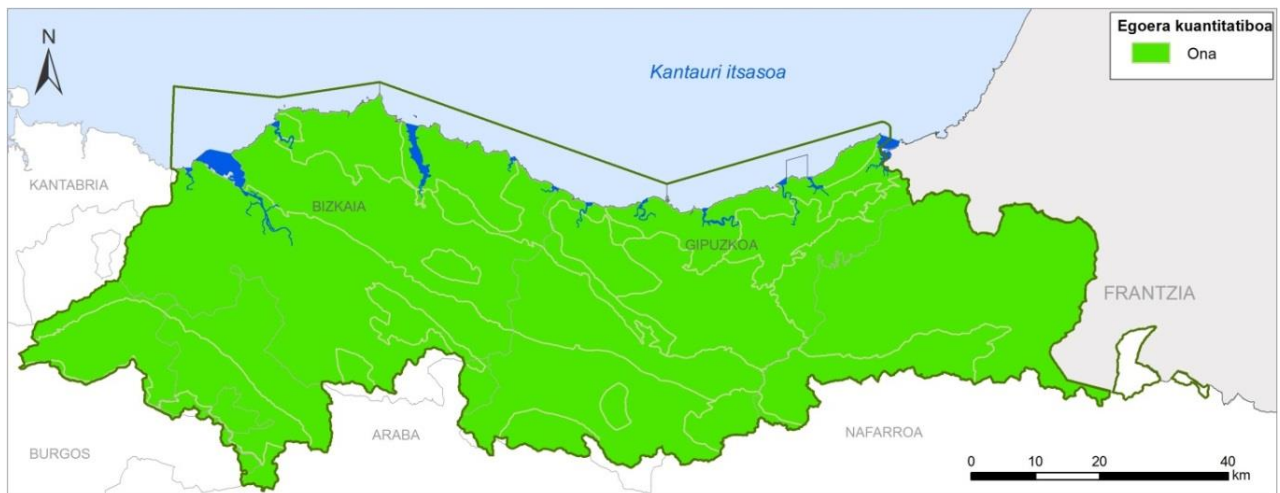 Egoera kuantitatiboa
Ona
N
Kantauri itsasoa
KANTABRIA
BIZKAIA
GIPUZKOA
FRANTZIA
ARABA
NAFARROA
BURGOS
0 10 20 40
km